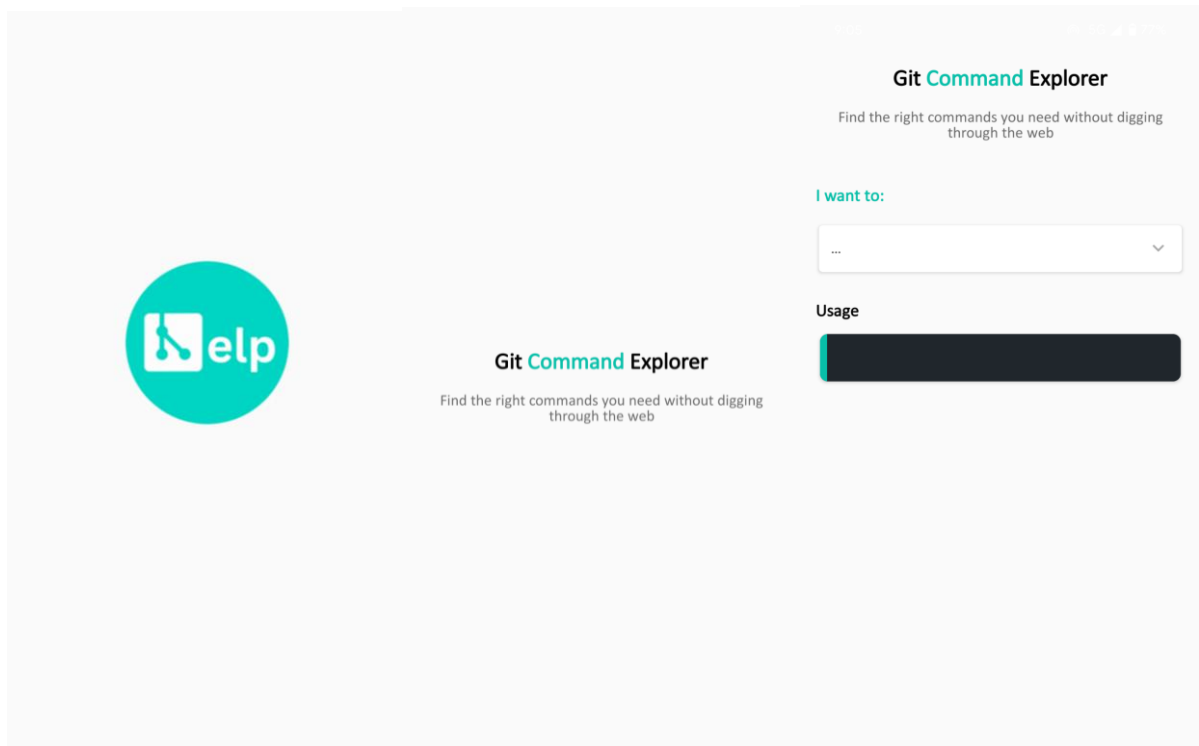 elp
Git Command Explorer
Find the right commands you need without digging
through the web
Git Command Explorer
Find the right commands you need without digging
through the web
I want to:
...
Usage